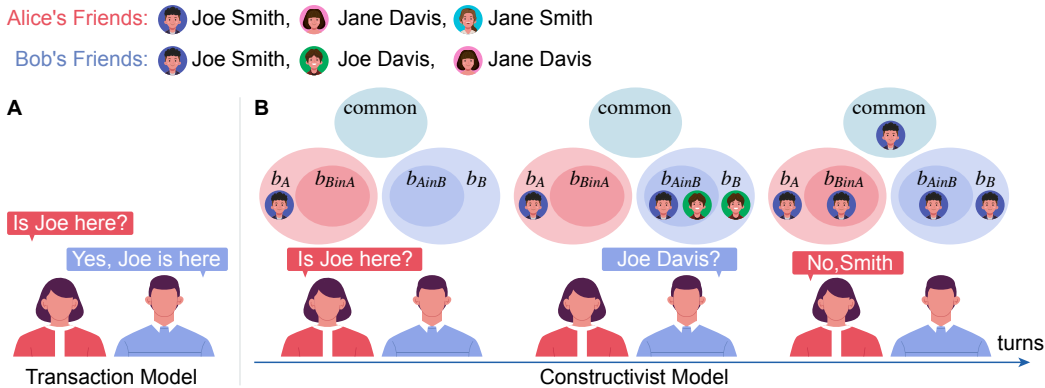 Alice's Friends: Joe Smith, Jane Davis, Jane Smith
Bob's Friends: Joe Smith, Joe Davis, Jane Davis
A
Is Joe here?
Yes, Joe is here
Transaction Model
B
common
b_A b_BinA b_AinB b_B
Is Joe here?
common
b_A b_BinA b_AinB b_B
Joe Davis?
common
b_A b_BinA b_AinB b_B
No,Smith
turns
Constructivist Model